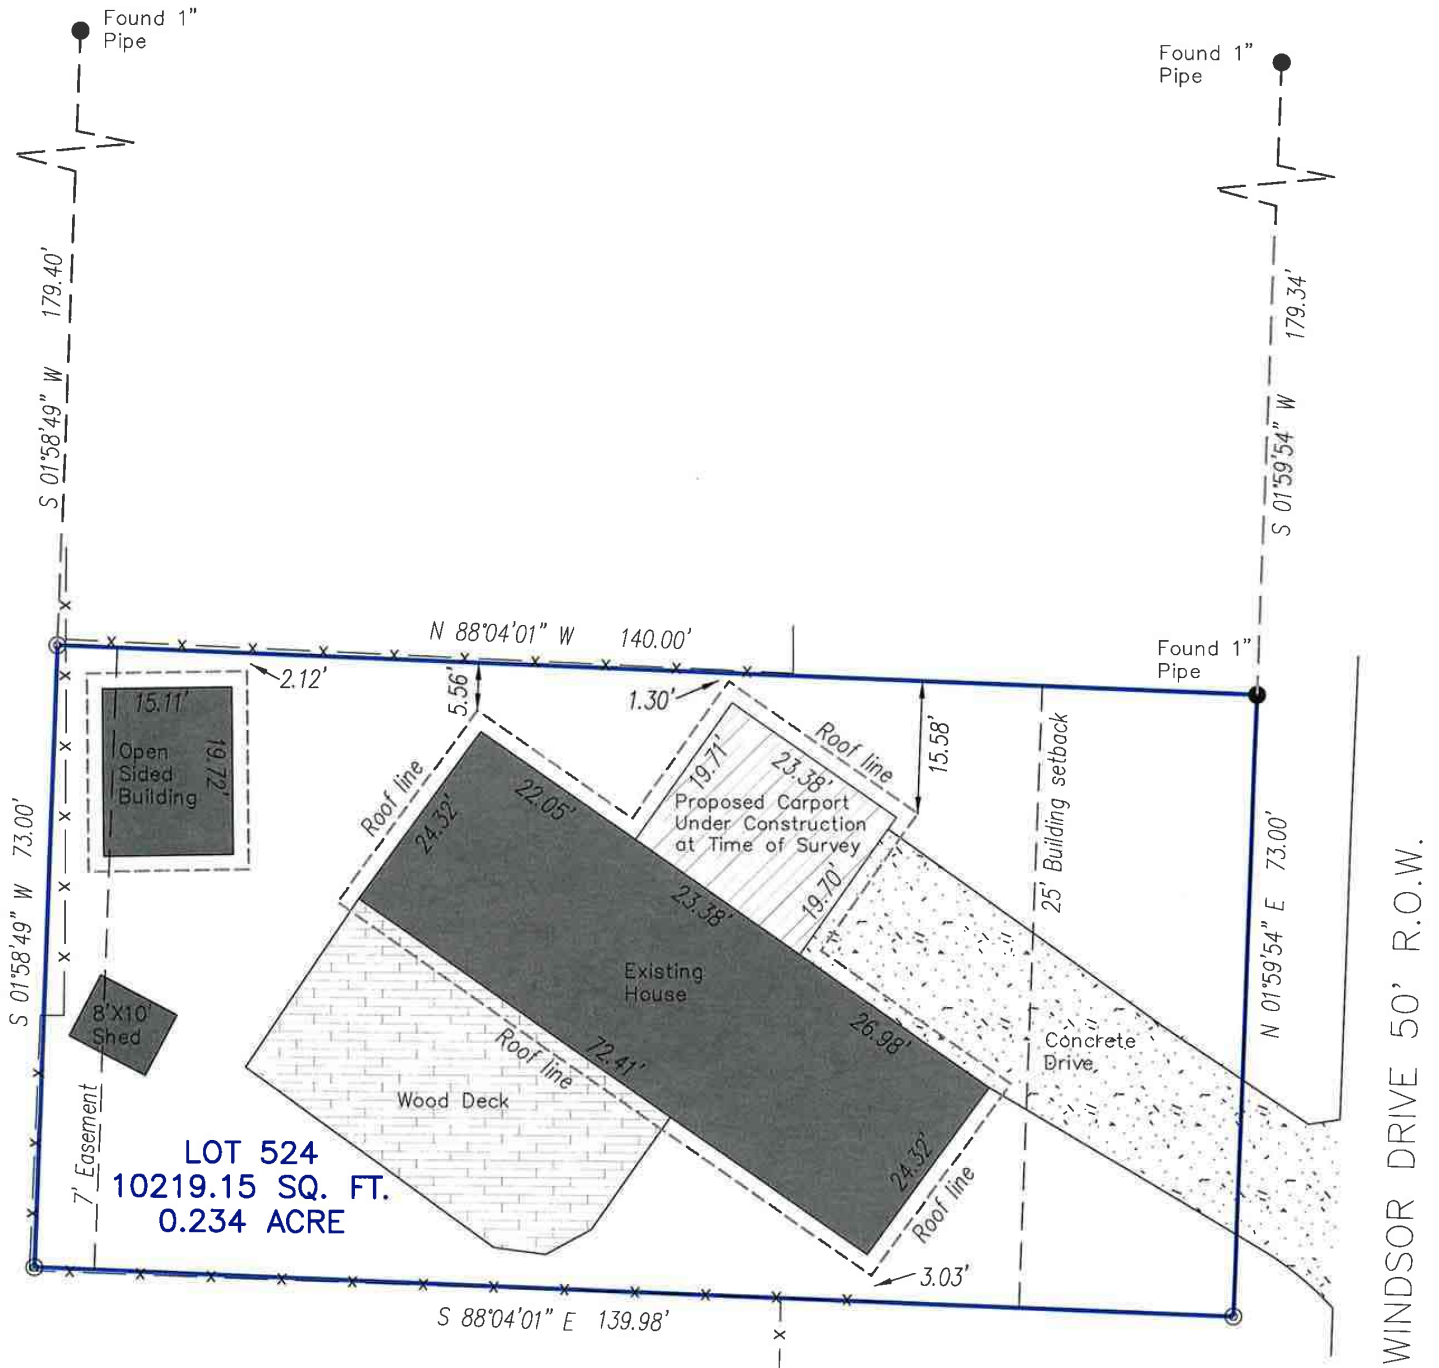 Found 1"
Pipe
Found 1"
Pipe
S 01°58'49" W 179.40'
S 01°59'54" W 179.34'
N 88°04'01" W 140.00'
Found 1"
Pipe
2.12'
5.56'
1.30'
15.58'
15.11'
19.72'
Open
Sided
Building
Roof line
24.32'
22.05'
19.71'
23.38'
Roof line
Proposed Carport
Under Construction
at Time of Survey
19.70'
23.38'
25' Building setback
S 01°58'49" W 73.00'
N 01°59'54" E 73.00'
8'X10'
Shed
Existing
House
26.98'
Concrete
Drive
Roof line
72.41'
Wood Deck
7' Easement
LOT 524
10219.15 SQ. FT.
0.234 ACRE
24.32'
Roof line
3.03'
S 88°04'01" E 139.98'
WINDSOR DRIVE 50' R.O.W.
x x x x x x x x x x
x x x x x x
x x x
x x x x x x x x x x x x
x